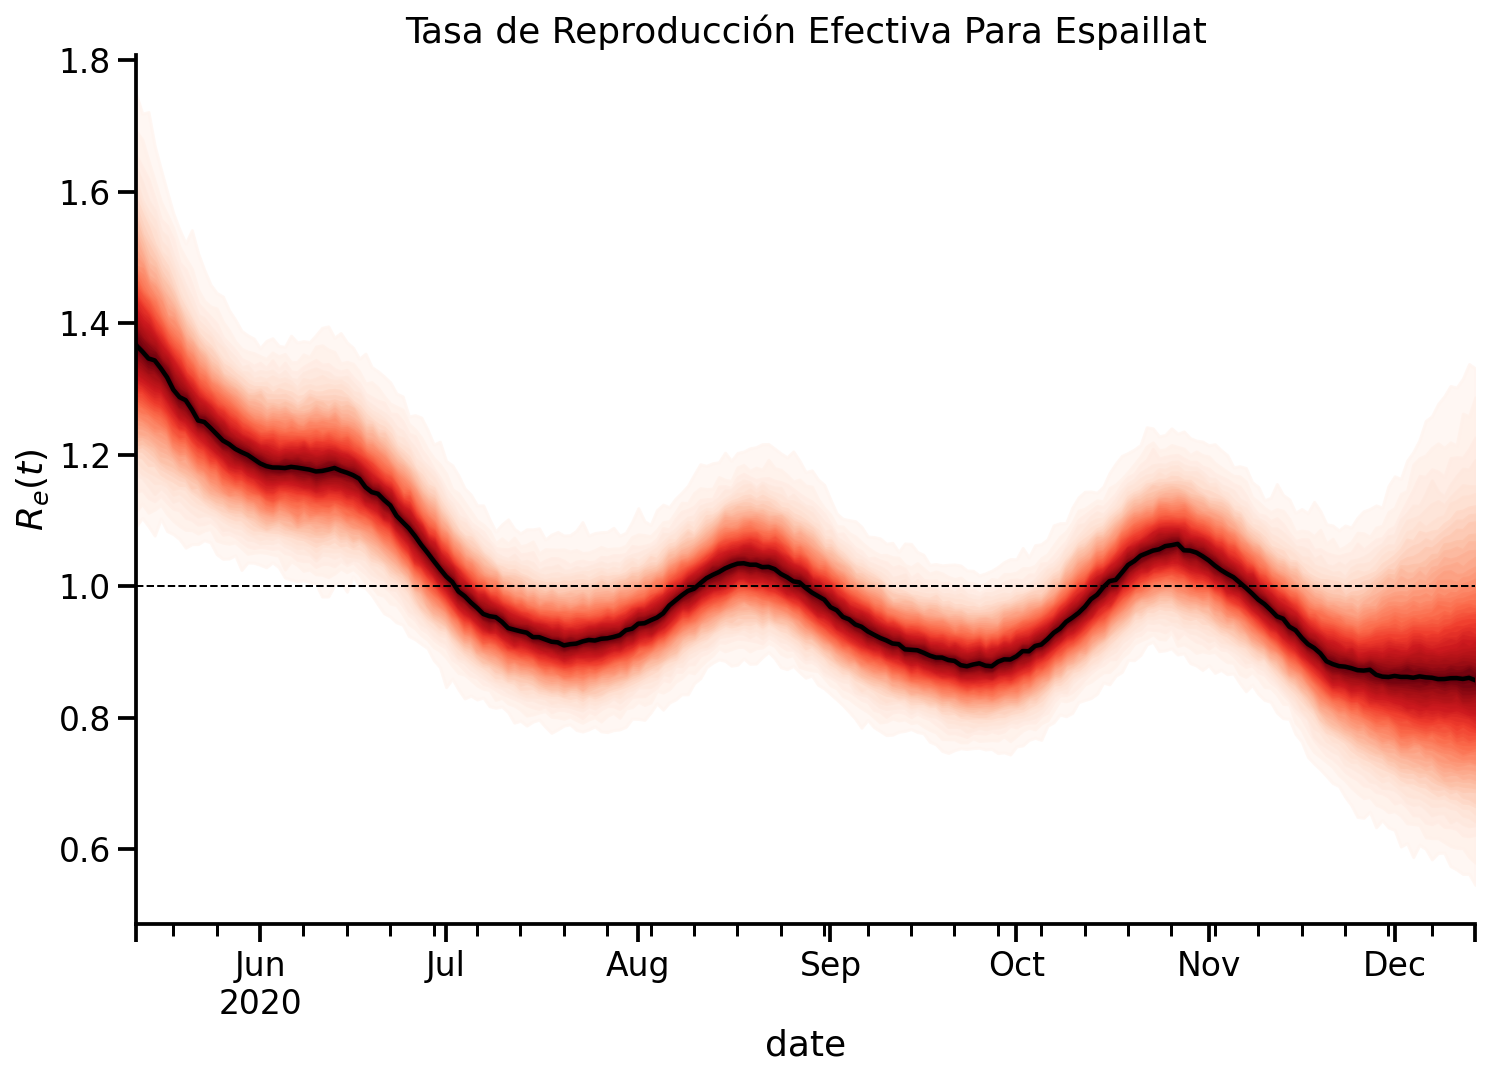 Tasa de Reproducción Efectiva Para Espaillat
1.8
1.6
1.4
1.2
1.0
0.8
0.6
Rₑ(t)
Jun Jul Aug Sep Oct Nov Dec
2020
date